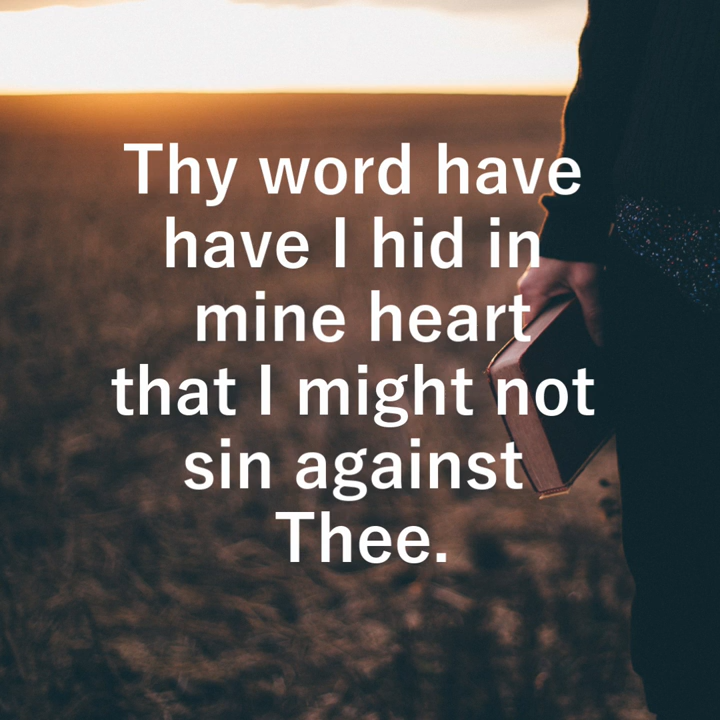 Thy word have
have I hid in
mine heart
that I might not
sin against
Thee.